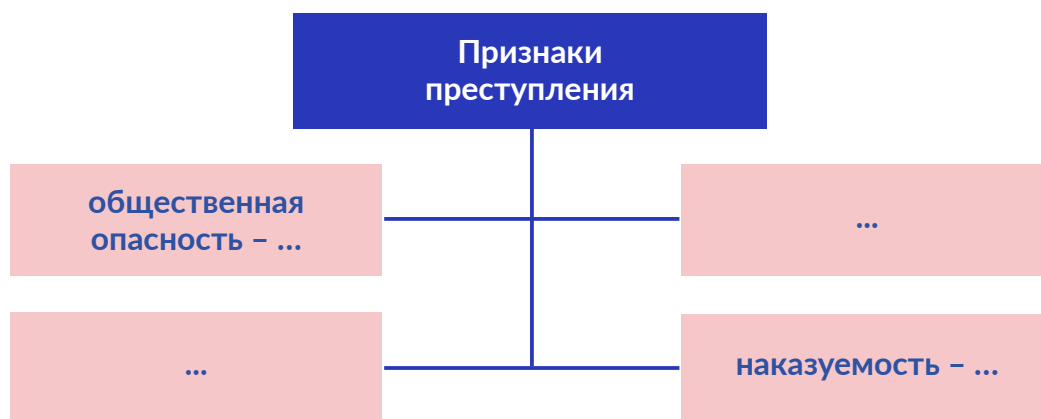 Признаки
преступления
общественная
опасность – ...
...
...
наказуемость – ...